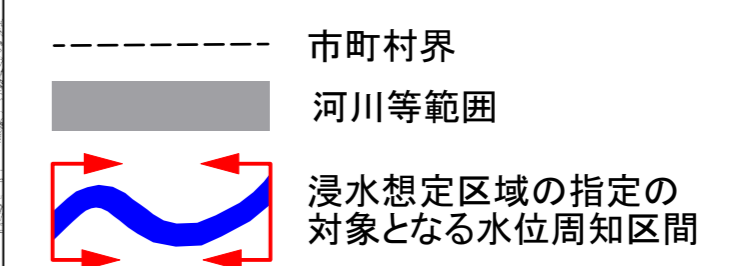 市町村界
河川等範囲
浸水想定区域の指定の
対象となる水位周知区間